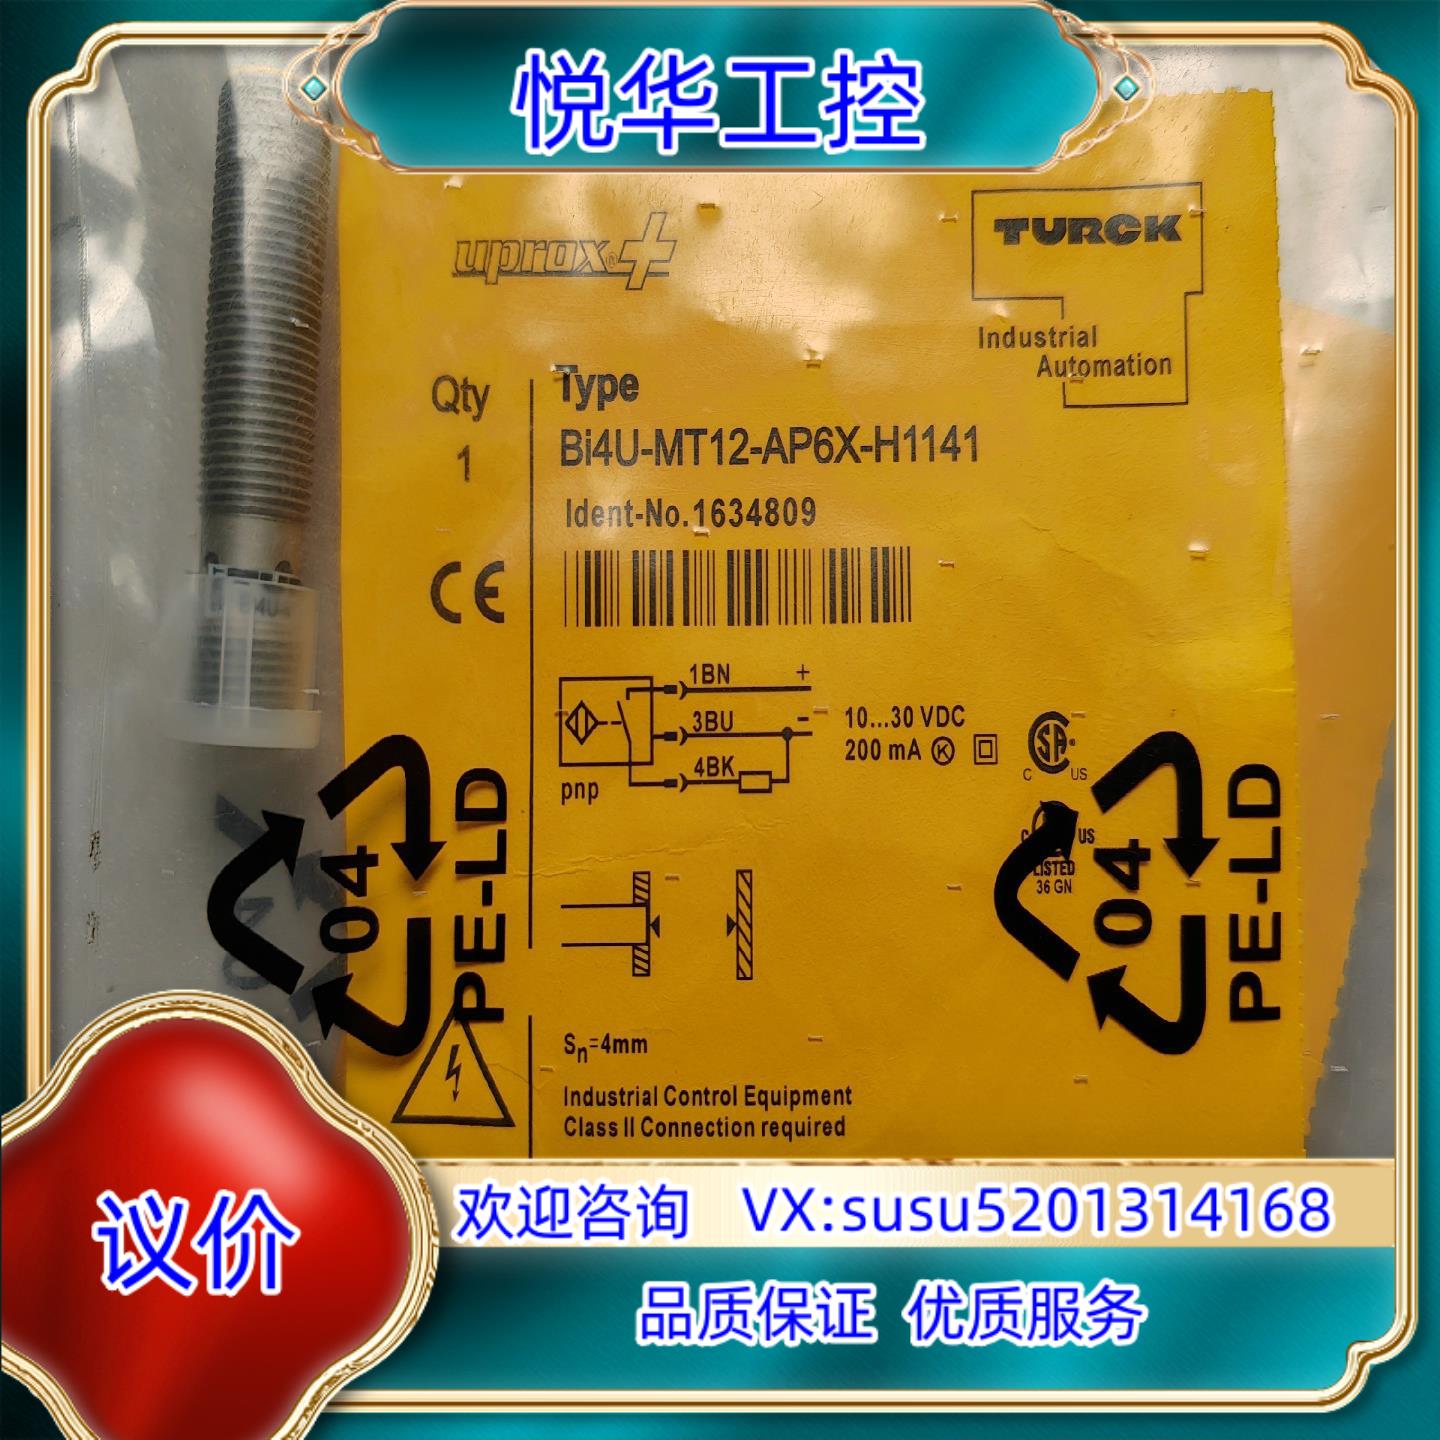 悦华工控
uprox®+
TURCK
Industrial
Automation
Qty
1
Type
Bi4U-MT12-AP6X-H1141
Ident-No.1634809
CE
1BN +
3BU -
4BK
pnp
10...30 VDC
200 mA K
C SA US
C US
LISTED
36 GN
04
PE-LD
04
PE-LD
Sn=4mm
Industrial Control Equipment
Class II Connection required
议价
欢迎咨询 VX:susu5201314168
品质保证 优质服务